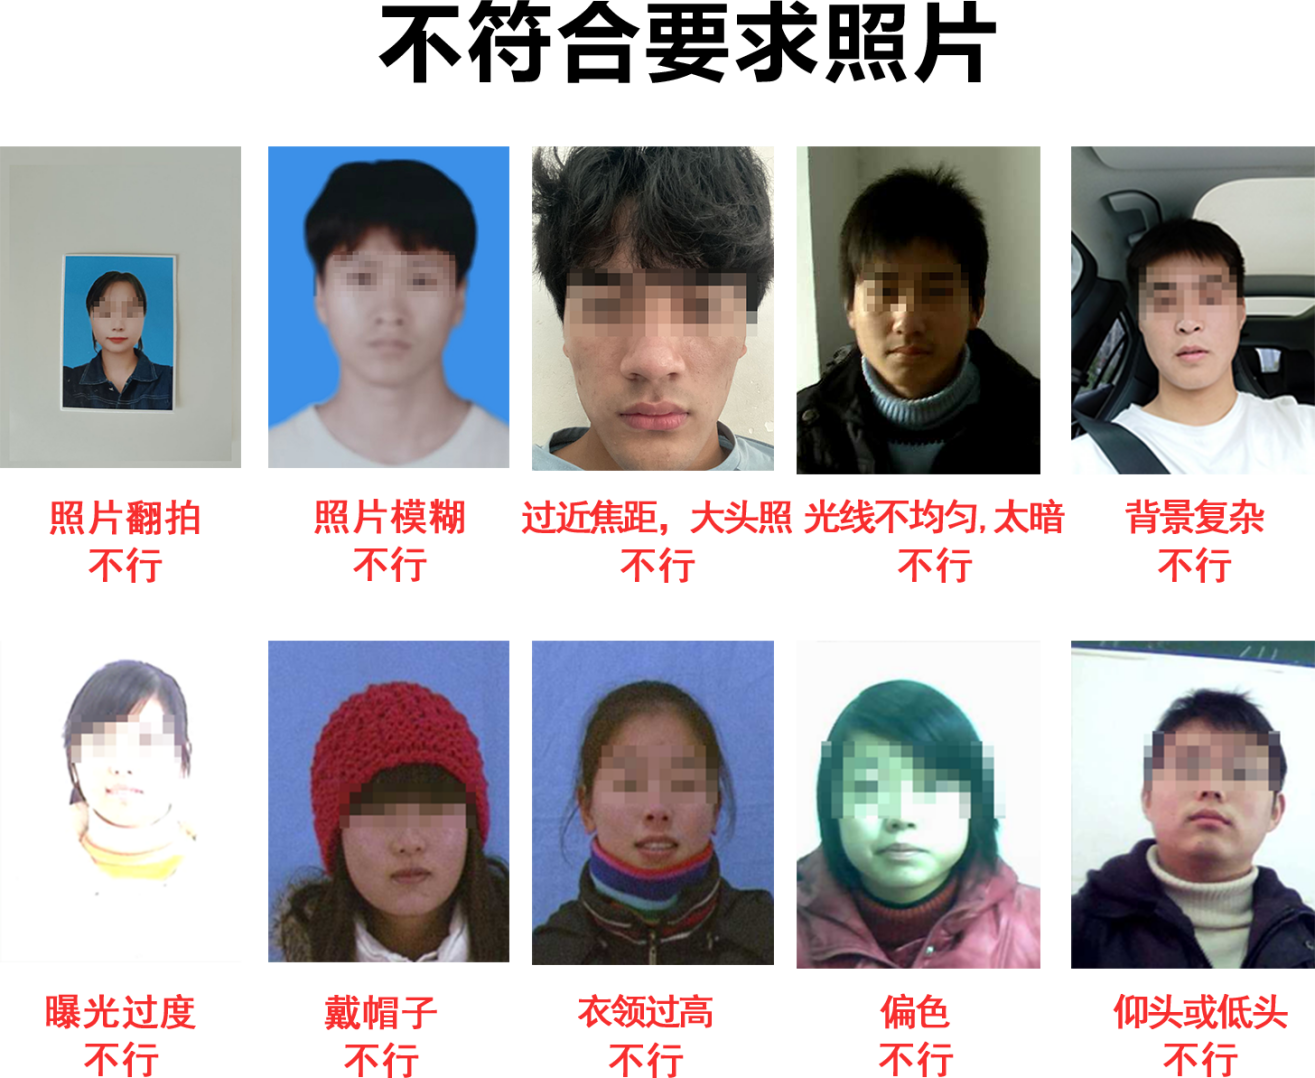 不符合要求照片
照片翻拍
不行
照片模糊
不行
过近焦距，大头照
不行
光线不均匀,太暗
不行
背景复杂
不行
曝光过度
不行
戴帽子
不行
衣领过高
不行
偏色
不行
仰头或低头
不行